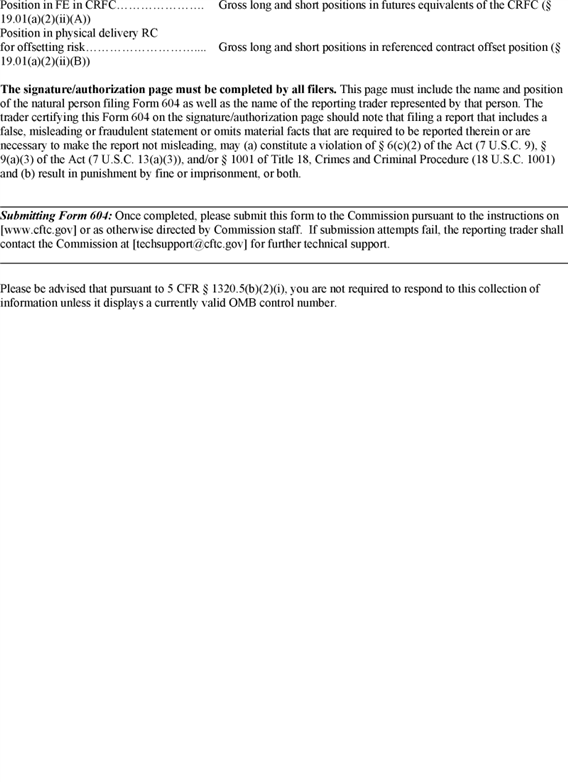 Position in FE in CRFC…………………. Gross long and short positions in futures equivalents of the CRFC (§
19.01(a)(2)(ii)(A))
Position in physical delivery RC
for offsetting risk………………………..... Gross long and short positions in referenced contract offset position (§
19.01(a)(2)(ii)(B))
The signature/authorization page must be completed by all filers. This page must include the name and position
of the natural person filing Form 604 as well as the name of the reporting trader represented by that person. The
trader certifying this Form 604 on the signature/authorization page should note that filing a report that includes a
false, misleading or fraudulent statement or omits material facts that are required to be reported therein or are
necessary to make the report not misleading, may (a) constitute a violation of § 6(c)(2) of the Act (7 U.S.C. 9), §
9(a)(3) of the Act (7 U.S.C. 13(a)(3)), and/or § 1001 of Title 18, Crimes and Criminal Procedure (18 U.S.C. 1001)
and (b) result in punishment by fine or imprisonment, or both.
Submitting Form 604: Once completed, please submit this form to the Commission pursuant to the instructions on
[www.cftc.gov] or as otherwise directed by Commission staff. If submission attempts fail, the reporting trader shall
contact the Commission at [techsupport@cftc.gov] for further technical support.
Please be advised that pursuant to 5 CFR § 1320.5(b)(2)(i), you are not required to respond to this collection of
information unless it displays a currently valid OMB control number.